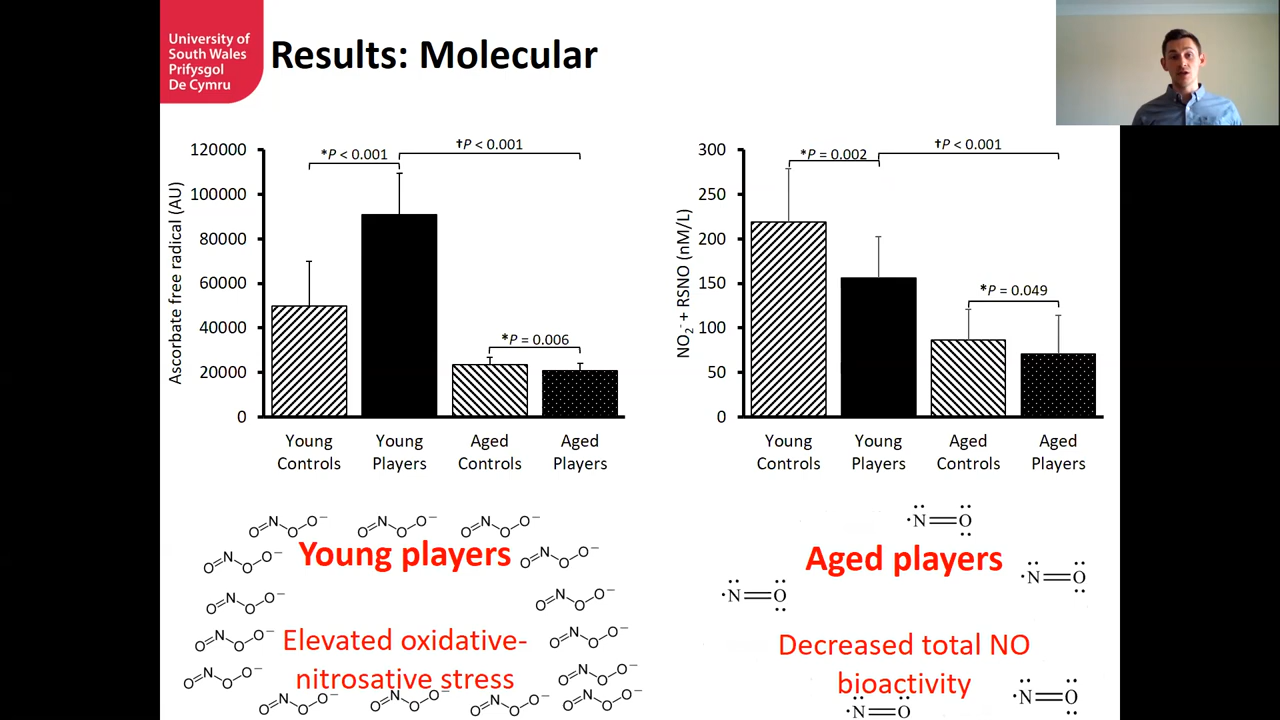 University of
South Wales
Prifysgol
De Cymru
Results: Molecular
120000
100000
80000
60000
40000
20000
0
Ascorbate free radical (AU)
*P < 0.001
†P < 0.001
*P = 0.006
Young Controls
Young Players
Aged Controls
Aged Players
300
250
200
150
100
50
0
NO₂⁻ + RSNO (nM/L)
*P = 0.002
†P < 0.001
*P = 0.049
Young Controls
Young Players
Aged Controls
Aged Players
Young players
Elevated oxidative-
nitrosative stress
Aged players
Decreased total NO
bioactivity